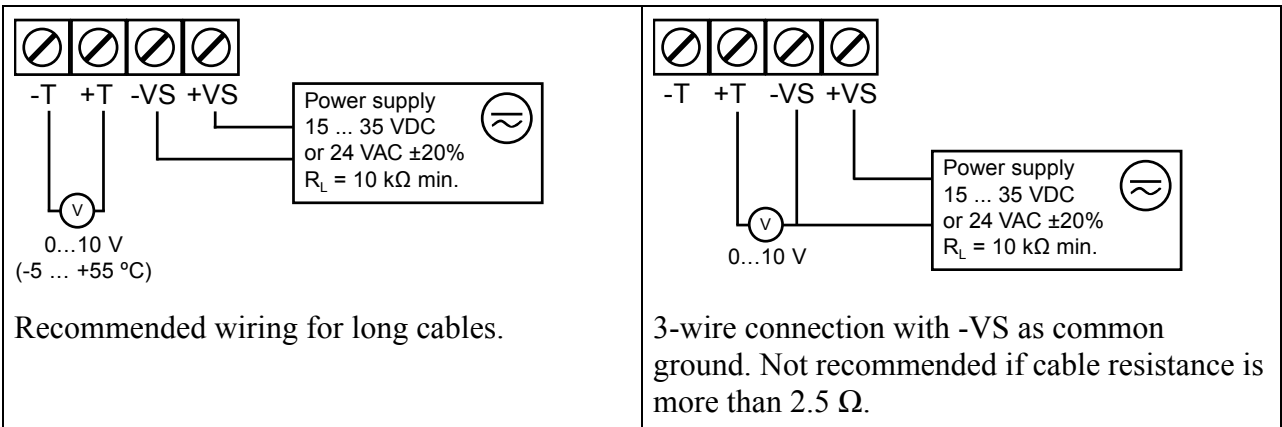 -T +T -VS +VS
Power supply
15 ... 35 VDC
or 24 VAC ±20%
R_L = 10 kΩ min.
V
0...10 V
(-5 ... +55 ºC)
Recommended wiring for long cables.
-T +T -VS +VS
Power supply
15 ... 35 VDC
or 24 VAC ±20%
R_L = 10 kΩ min.
V
0...10 V
3-wire connection with -VS as common
ground. Not recommended if cable resistance is
more than 2.5 Ω.